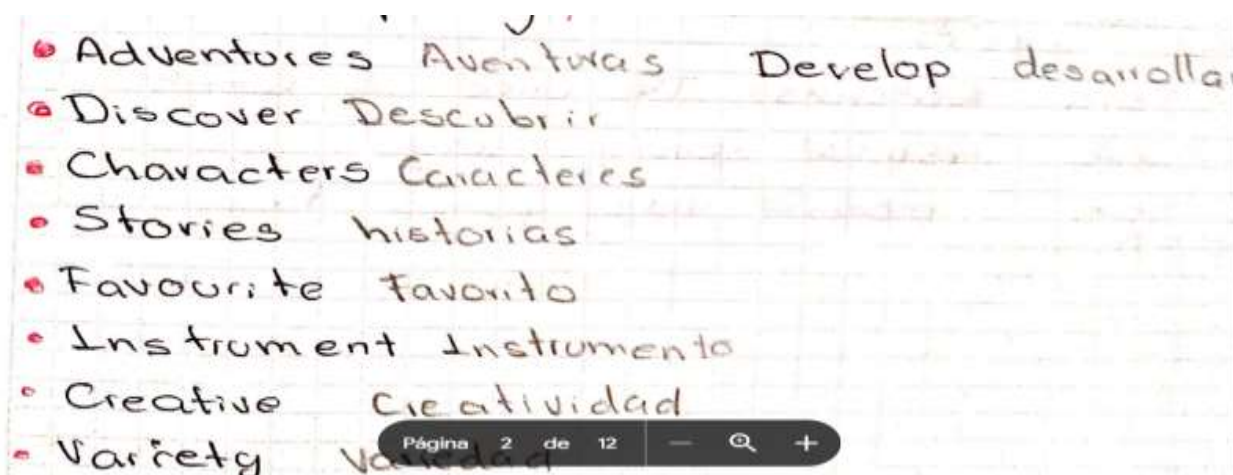 Adventures Aventuras Develop desarrolla
Discover Descubrir
Characters Caracteres
Stories historias
Favourite Favorito
Instrument Instrumento
Creative Creatividad
Variety Variedad
Página 2 de 12